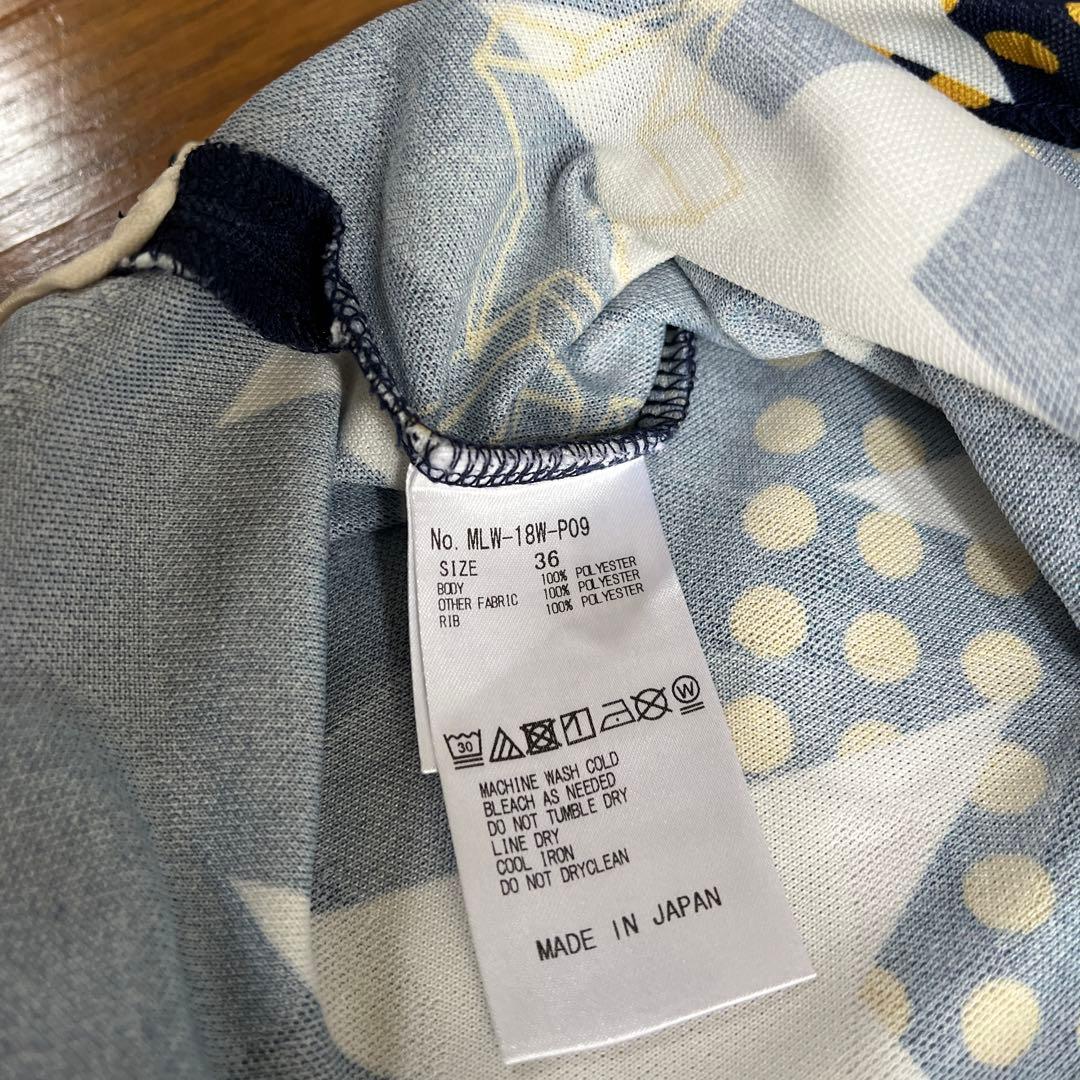 No. MLW-18W-P09
SIZE 36
BODY 100% POLYESTER
OTHER FABRIC 100% POLYESTER
RIB 100% POLYESTER
30 W
MACHINE WASH COLD
BLEACH AS NEEDED
DO NOT TUMBLE DRY
LINE DRY
COOL IRON
DO NOT DRYCLEAN
MADE IN JAPAN